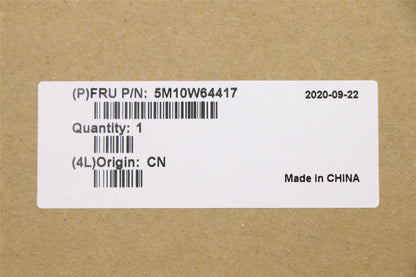 (P)FRU P/N: 5M10W64417 2020-09-22
Quantity: 1
(4L)Origin: CN
Made in CHINA